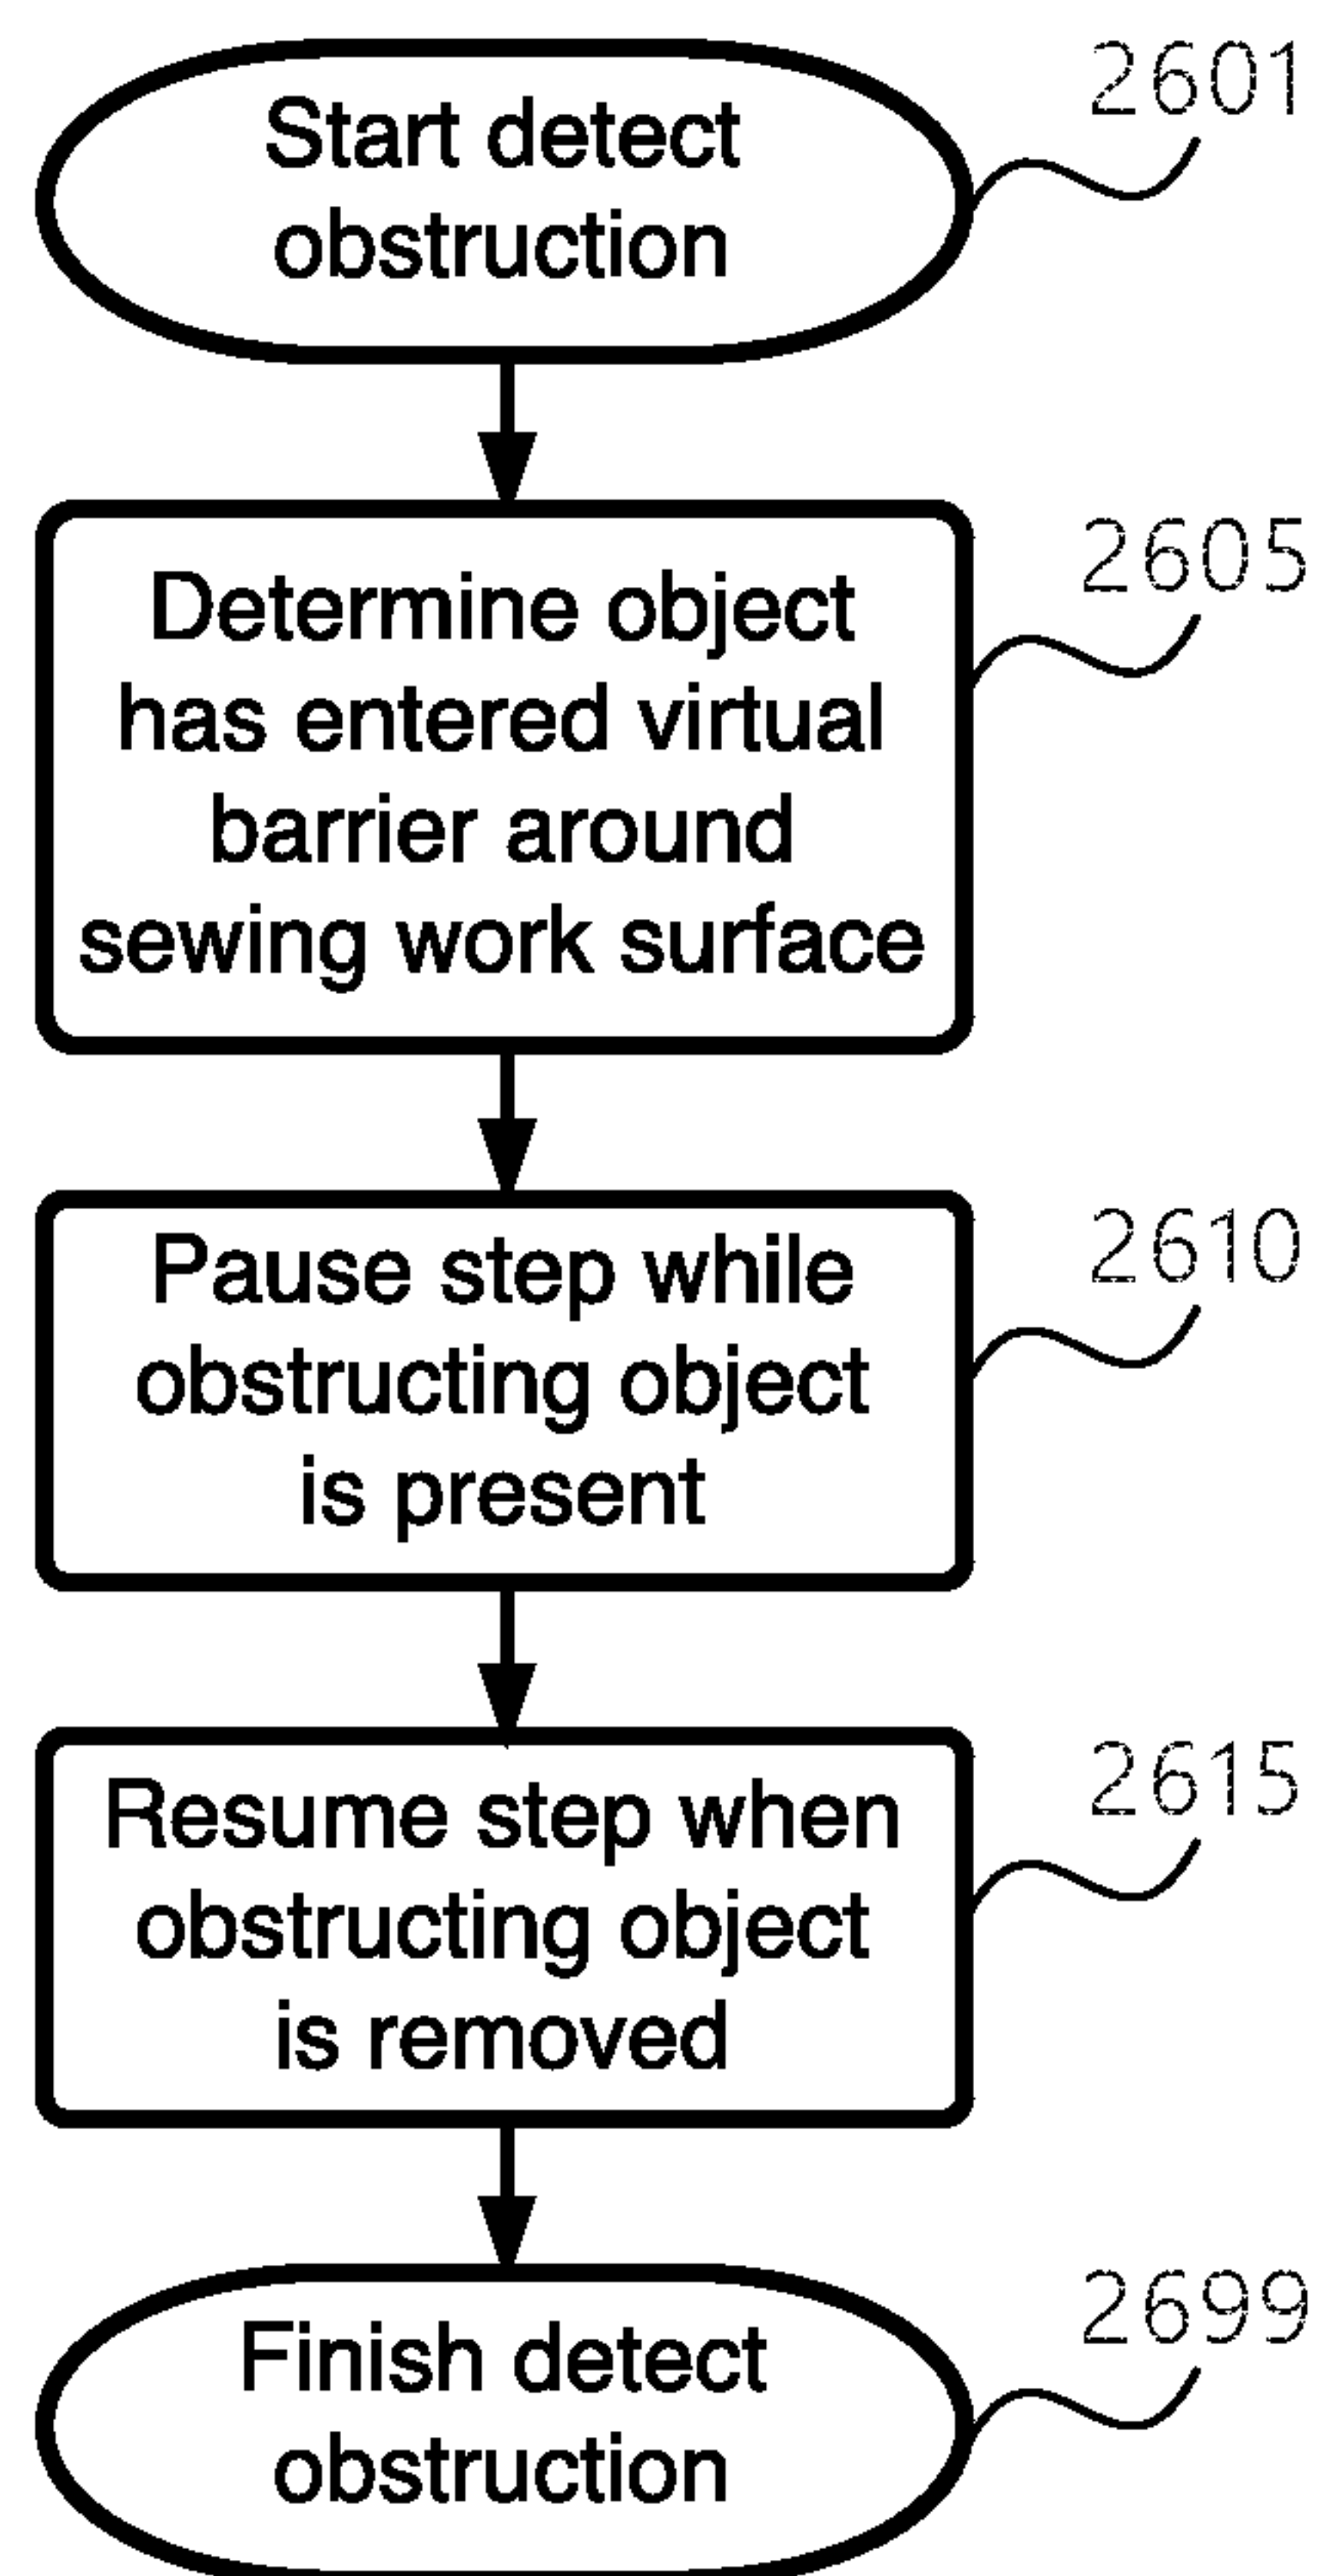 Start detect
obstruction
2601
Determine object
has entered virtual
barrier around
sewing work surface
2605
Pause step while
obstructing object
is present
2610
Resume step when
obstructing object
is removed
2615
Finish detect
obstruction
2699